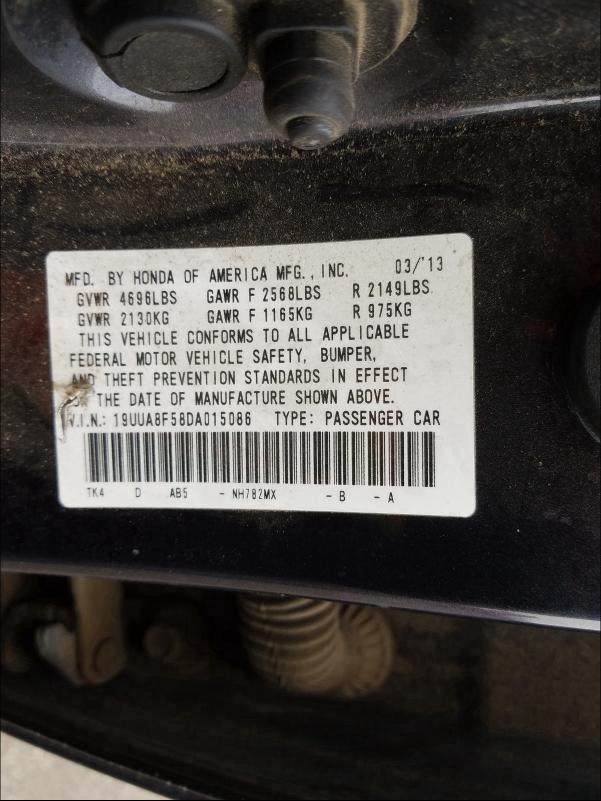 MFD. BY HONDA OF AMERICA MFG., INC. 03/'13
GVWR 4696LBS GAWR F 2568LBS R 2149LBS
GVWR 2130KG GAWR F 1165KG R 975KG
THIS VEHICLE CONFORMS TO ALL APPLICABLE
FEDERAL MOTOR VEHICLE SAFETY, BUMPER,
AND THEFT PREVENTION STANDARDS IN EFFECT
ON THE DATE OF MANUFACTURE SHOWN ABOVE.
V.I.N.: 19UUA8F58DA015086 TYPE: PASSENGER CAR
TK4 D AB5 - NH782MX - B - A